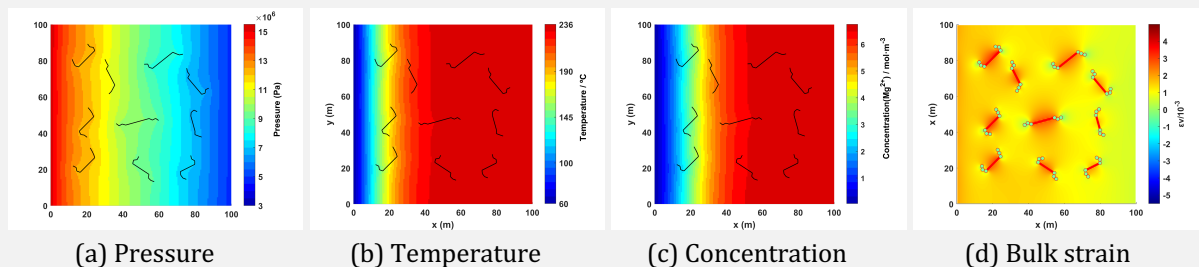 ×10⁶
100
80
60
40
20
0
0 20 40 60 80 100
15
13
11
9
7
5
3
Pressure (Pa)
(a) Pressure
100
80
60
40
20
0
y (m)
0 20 40 60 80 100
x (m)
236
190
140
100
60
Temperature / °C
(b) Temperature
100
80
60
40
20
0
y (m)
0 20 40 60 80 100
x (m)
6
5
4
3
2
1
Concentration(Mg²⁺) / mol·m⁻³
(c) Concentration
100
80
60
40
20
0
x (m)
0 20 40 60 80 100
x (m)
4
3
2
1
0
-1
-2
-3
-4
-5
εv/10³
(d) Bulk strain